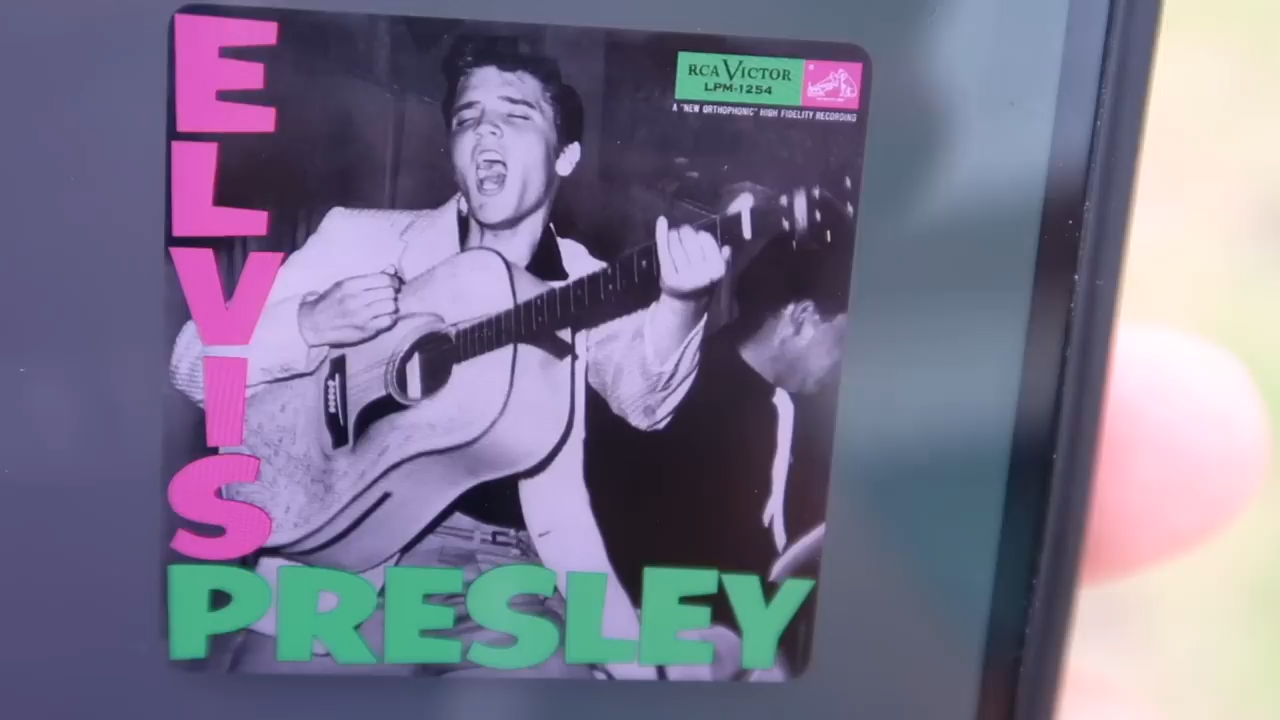 ELVIS
PRESLEY
RCA VICTOR
LPM-1254
A "NEW ORTHOPHONIC" HIGH FIDELITY RECORDING